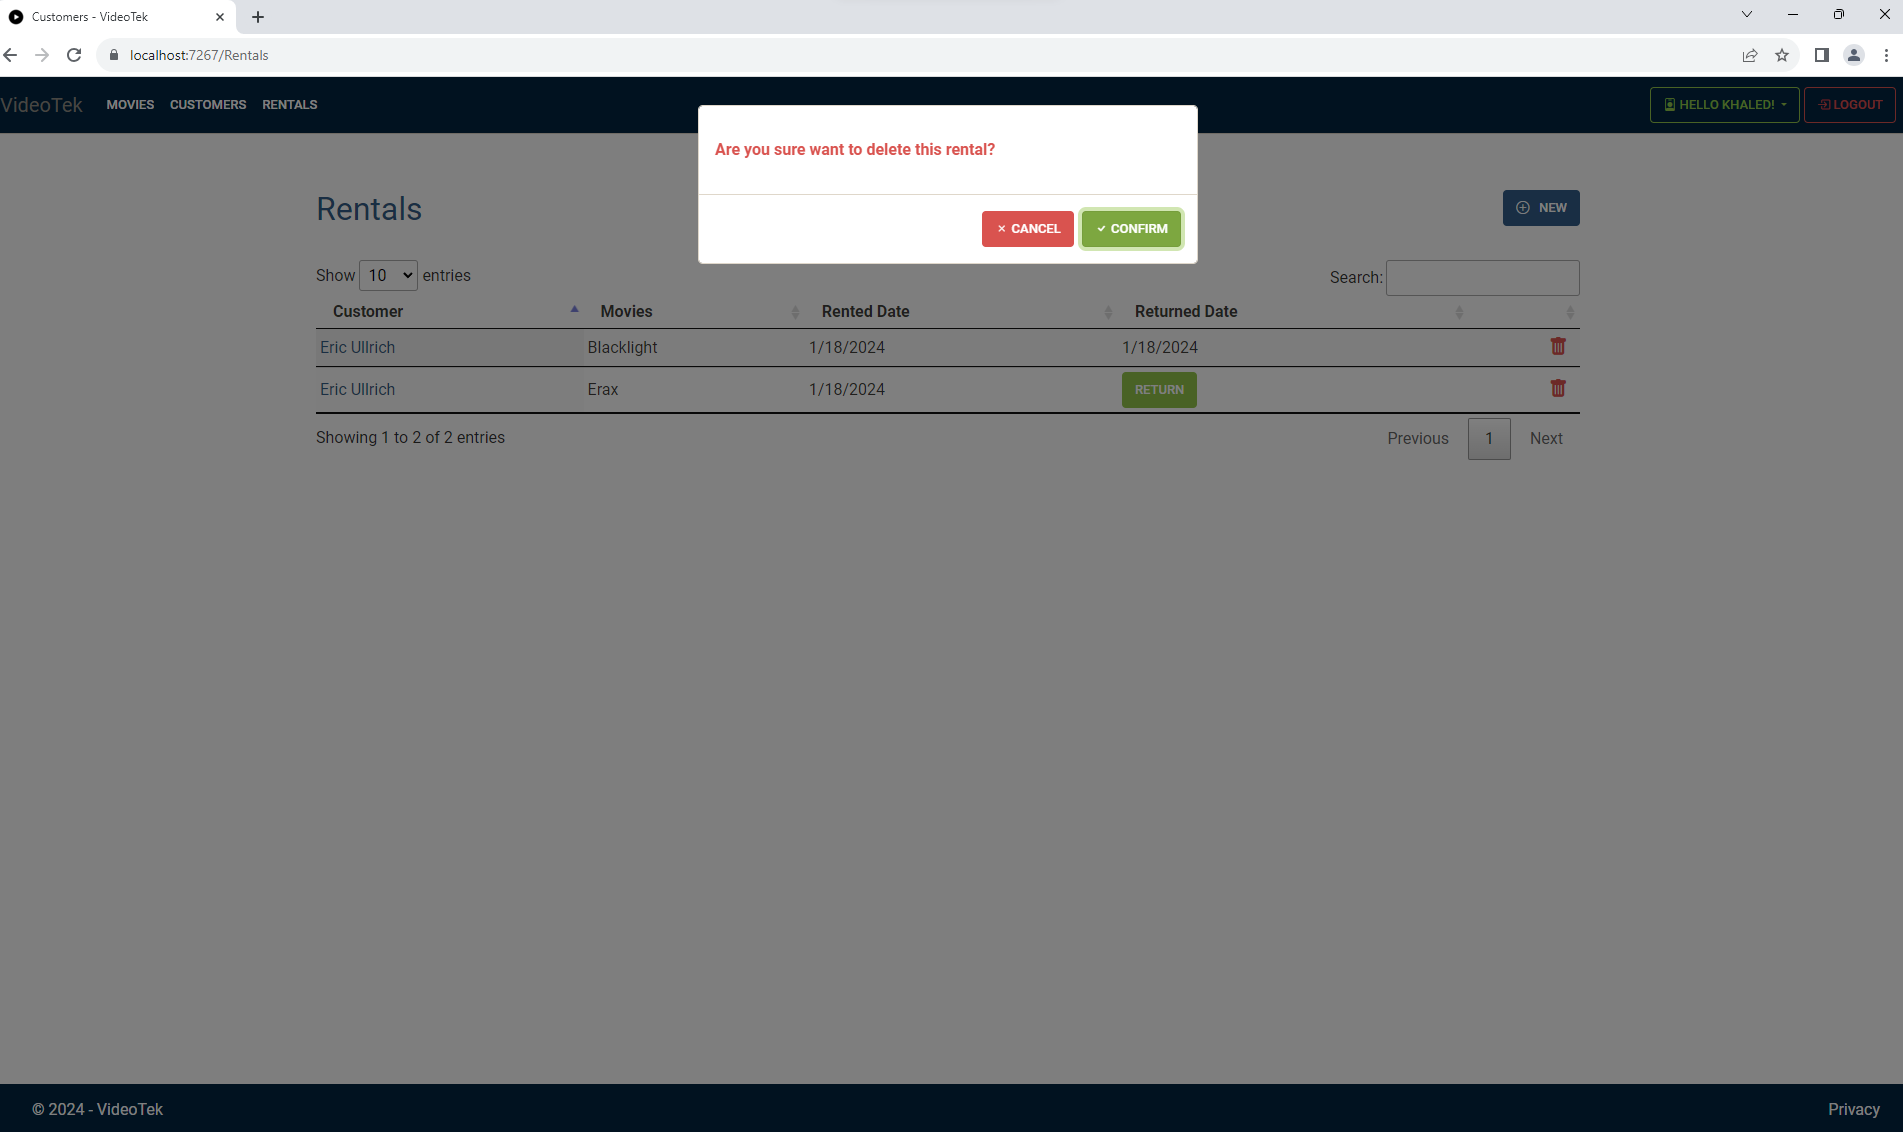 Customers - VideoTek
localhost:7267/Rentals
VideoTek MOVIES CUSTOMERS RENTALS HELLO KHALED! LOGOUT
Are you sure want to delete this rental?
CANCEL CONFIRM
Rentals NEW
Show 10 entries Search:
Customer Movies Rented Date Returned Date
Eric Ullrich Blacklight 1/18/2024 1/18/2024
Eric Ullrich Erax 1/18/2024 RETURN
Showing 1 to 2 of 2 entries Previous 1 Next
© 2024 - VideoTek Privacy